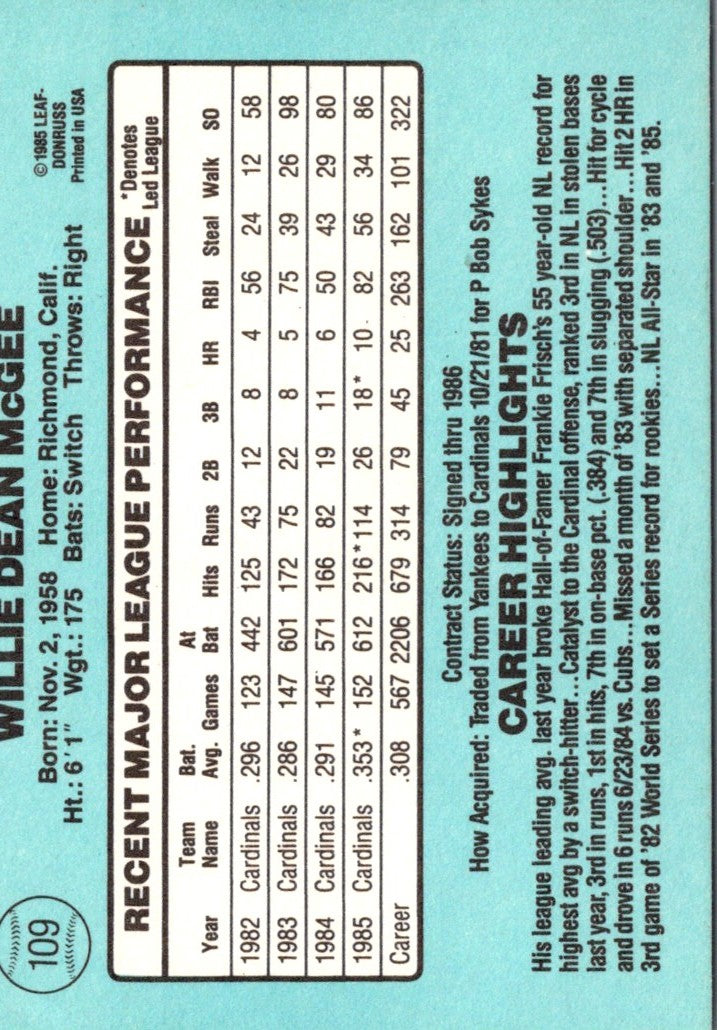 109
WILLIE DEAN McGEE
©1985 LEAF-
DONRUSS
Printed in USA
Born: Nov. 2, 1958 Home: Richmond, Calif.
Ht.: 6'1" Wgt.: 175 Bats: Switch Throws: Right
RECENT MAJOR LEAGUE PERFORMANCE *Denotes
Led League
Year Team Name Bat. Avg. Games At Bat Hits Runs 2B 3B HR RBI Steal Walk SO
1982 Cardinals .296 123 442 125 43 12 8 4 56 24 12 58
1983 Cardinals .286 147 601 172 75 22 8 5 75 39 26 98
1984 Cardinals .291 145 571 166 82 19 11 6 50 43 29 80
1985 Cardinals .353* 152 612 216* 114 26 18* 10 82 56 34 86
Career .308 567 2206 679 314 79 45 25 263 162 101 322
Contract Status: Signed thru 1986
How Acquired: Traded from Yankees to Cardinals 10/21/81 for P Bob Sykes
CAREER HIGHLIGHTS
His league leading avg. last year broke Hall-of-Famer Frankie Frisch's 55 year-old NL record for
highest avg by a switch-hitter...Catalyst to the Cardinal offense, ranked 3rd in NL in stolen bases
last year, 3rd in runs, 1st in hits, 7th in on-base pct. (.384) and 7th in slugging (.503)....Hit for cycle
and drove in 6 runs 6/23/84 vs. Cubs...Missed a month of '83 with separated shoulder...Hit 2 HR in
3rd game of '82 World Series to set a Series record for rookies...NL All-Star in '83 and '85.